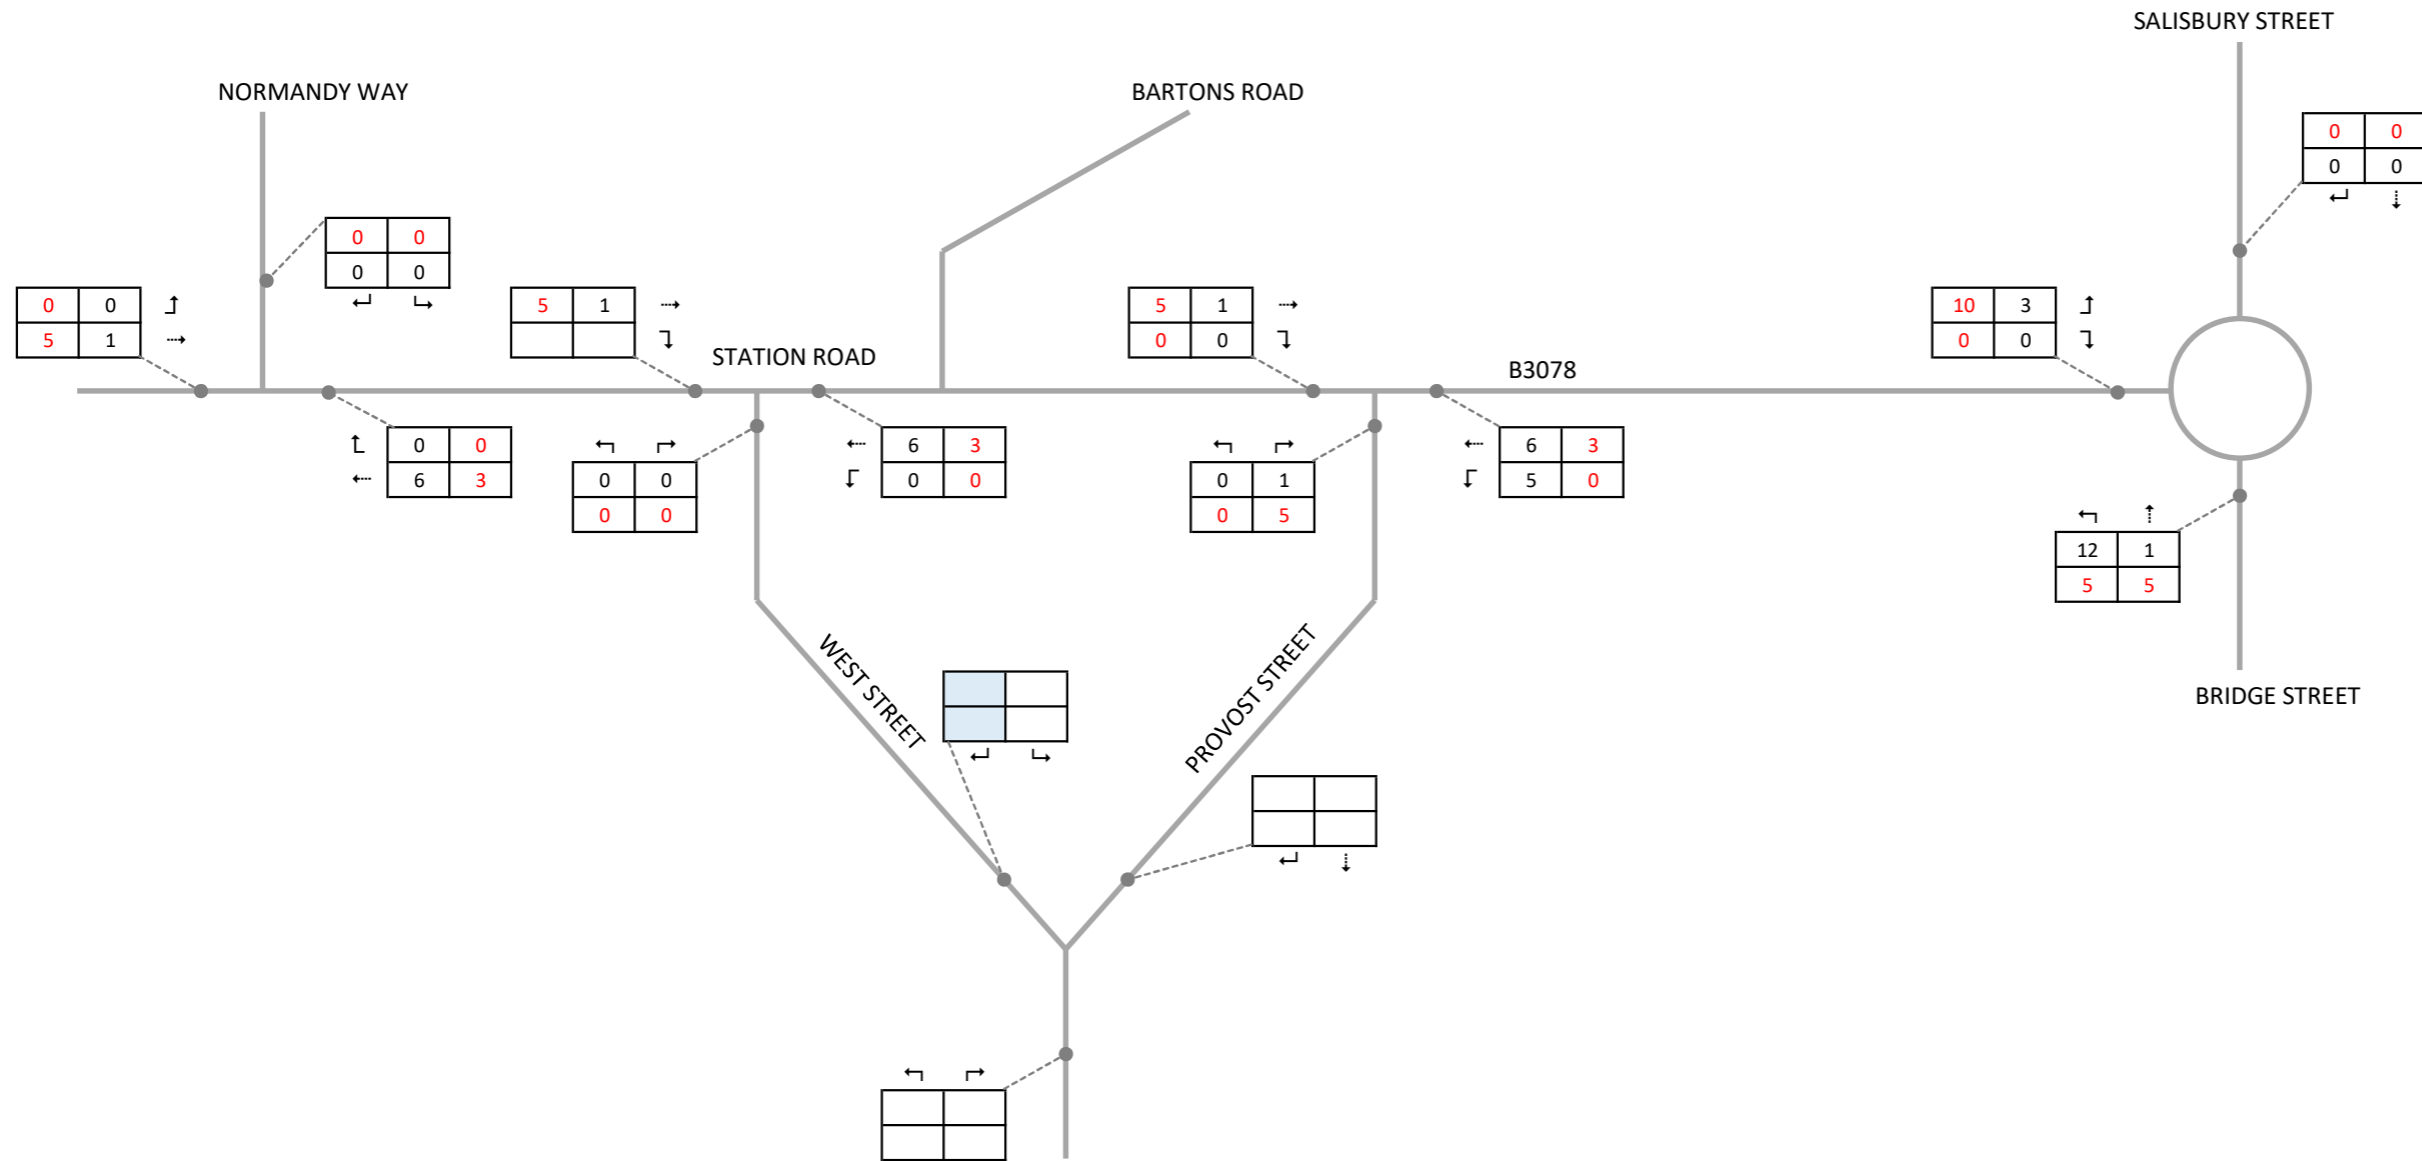 SALISBURY STREET
NORMANDY WAY
BARTONS ROAD
0 0
0 0
0 0
0 0
0 0
5 1
5 1
5 1
0 0
10 3
0 0
STATION ROAD
B3078
0 0
6 3
0 0
0 0
6 3
0 0
0 1
0 5
6 3
5 0
12 1
5 5
WEST STREET
PROVOST STREET
BRIDGE STREET